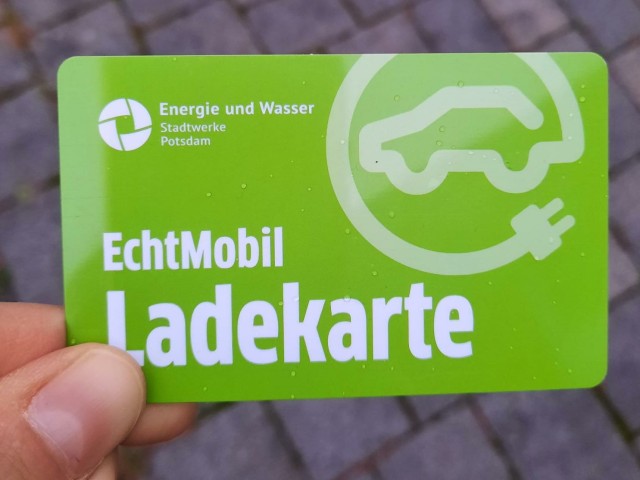 Energie und Wasser
Stadtwerke
Potsdam
EchtMobil
Ladekarte